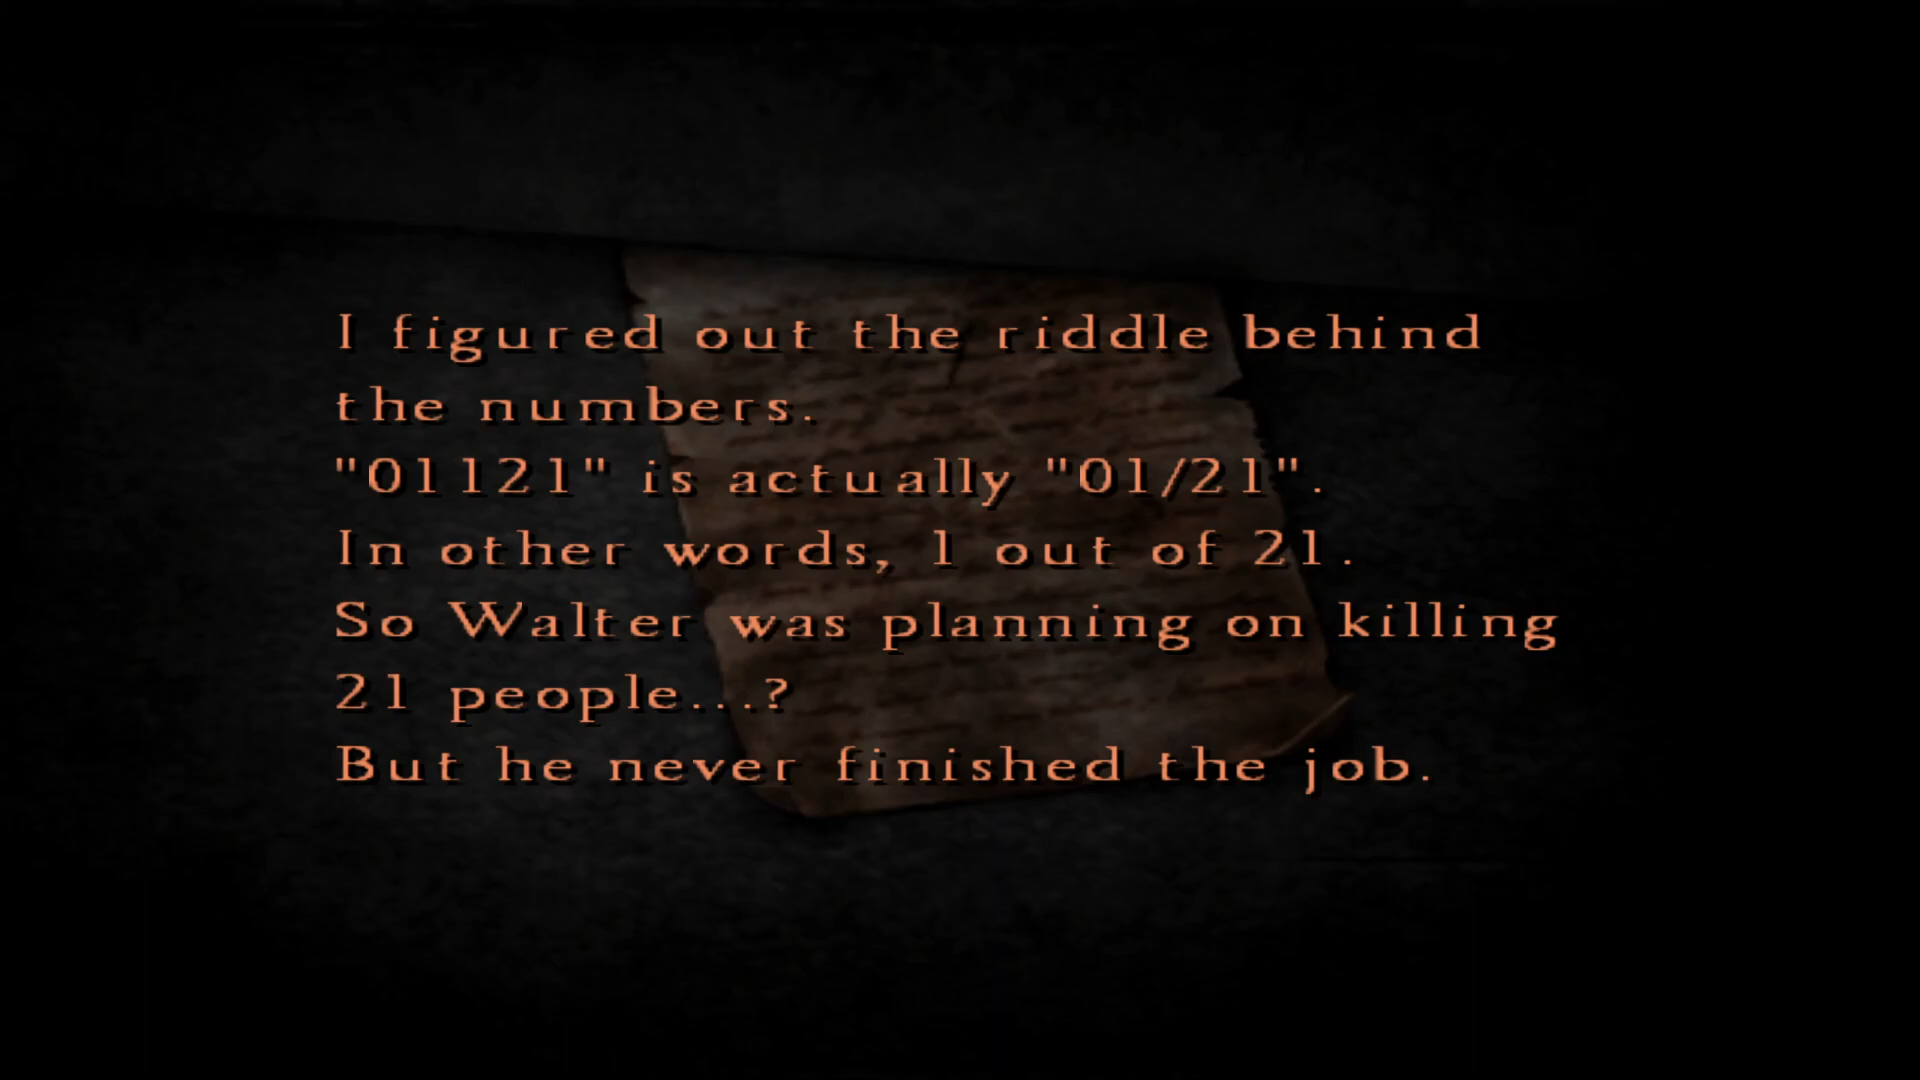 I figured out the riddle behind
the numbers.
"01121" is actually "01/21".
In other words, 1 out of 21.
So Walter was planning on killing
21 people...?
But he never finished the job.